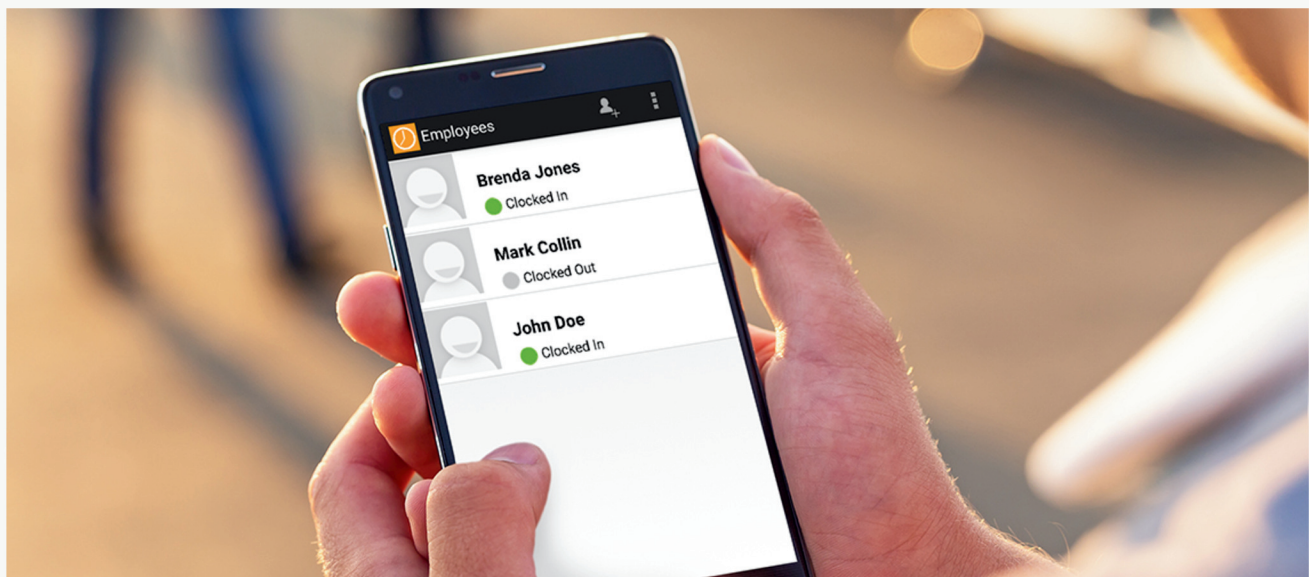 Employees
Brenda Jones
Clocked In
Mark Collin
Clocked Out
John Doe
Clocked In